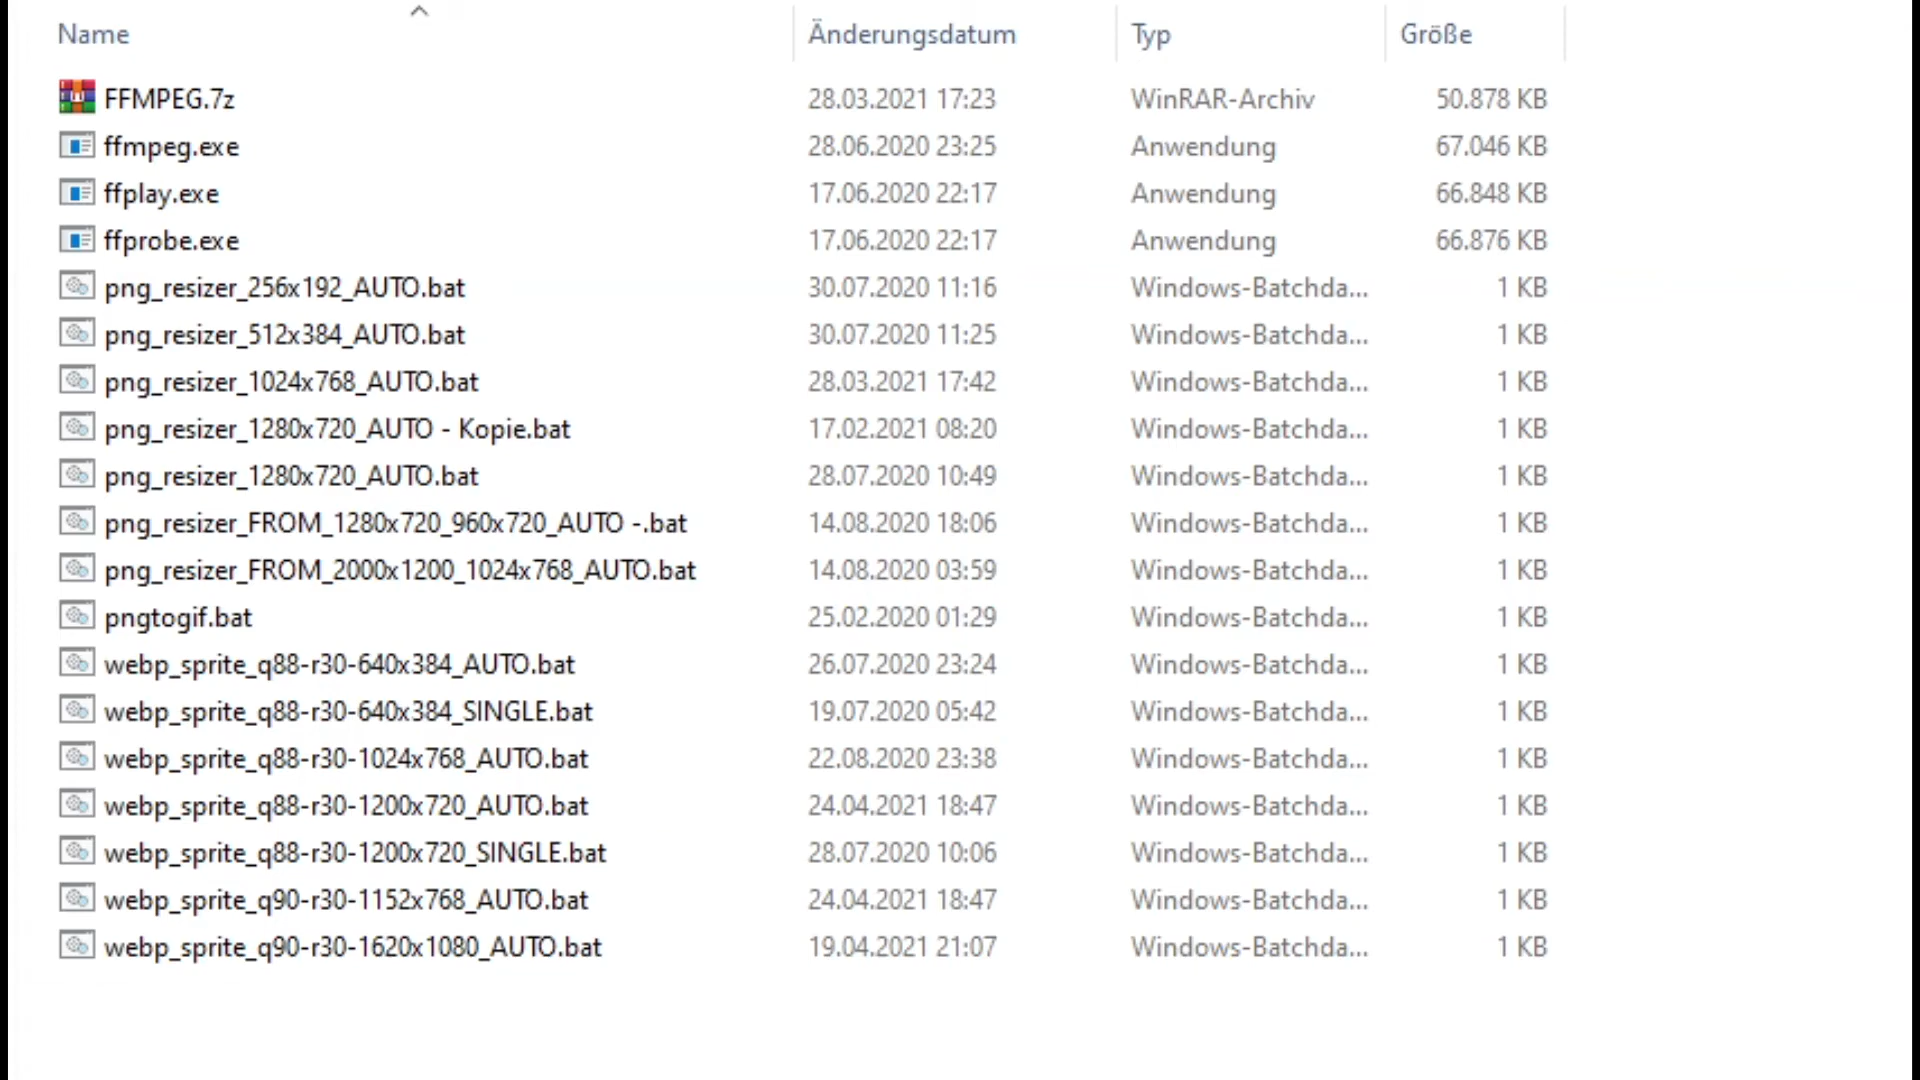 Name Änderungsdatum Typ Größe
FFMPEG.7z 28.03.2021 17:23 WinRAR-Archiv 50.878 KB
ffmpeg.exe 28.06.2020 23:25 Anwendung 67.046 KB
ffplay.exe 17.06.2020 22:17 Anwendung 66.848 KB
ffprobe.exe 17.06.2020 22:17 Anwendung 66.876 KB
png_resizer_256x192_AUTO.bat 30.07.2020 11:16 Windows-Batchda... 1 KB
png_resizer_512x384_AUTO.bat 30.07.2020 11:25 Windows-Batchda... 1 KB
png_resizer_1024x768_AUTO.bat 28.03.2021 17:42 Windows-Batchda... 1 KB
png_resizer_1280x720_AUTO - Kopie.bat 17.02.2021 08:20 Windows-Batchda... 1 KB
png_resizer_1280x720_AUTO.bat 28.07.2020 10:49 Windows-Batchda... 1 KB
png_resizer_FROM_1280x720_960x720_AUTO -.bat 14.08.2020 18:06 Windows-Batchda... 1 KB
png_resizer_FROM_2000x1200_1024x768_AUTO.bat 14.08.2020 03:59 Windows-Batchda... 1 KB
pngtogif.bat 25.02.2020 01:29 Windows-Batchda... 1 KB
webp_sprite_q88-r30-640x384_AUTO.bat 26.07.2020 23:24 Windows-Batchda... 1 KB
webp_sprite_q88-r30-640x384_SINGLE.bat 19.07.2020 05:42 Windows-Batchda... 1 KB
webp_sprite_q88-r30-1024x768_AUTO.bat 22.08.2020 23:38 Windows-Batchda... 1 KB
webp_sprite_q88-r30-1200x720_AUTO.bat 24.04.2021 18:47 Windows-Batchda... 1 KB
webp_sprite_q88-r30-1200x720_SINGLE.bat 28.07.2020 10:06 Windows-Batchda... 1 KB
webp_sprite_q90-r30-1152x768_AUTO.bat 24.04.2021 18:47 Windows-Batchda... 1 KB
webp_sprite_q90-r30-1620x1080_AUTO.bat 19.04.2021 21:07 Windows-Batchda... 1 KB